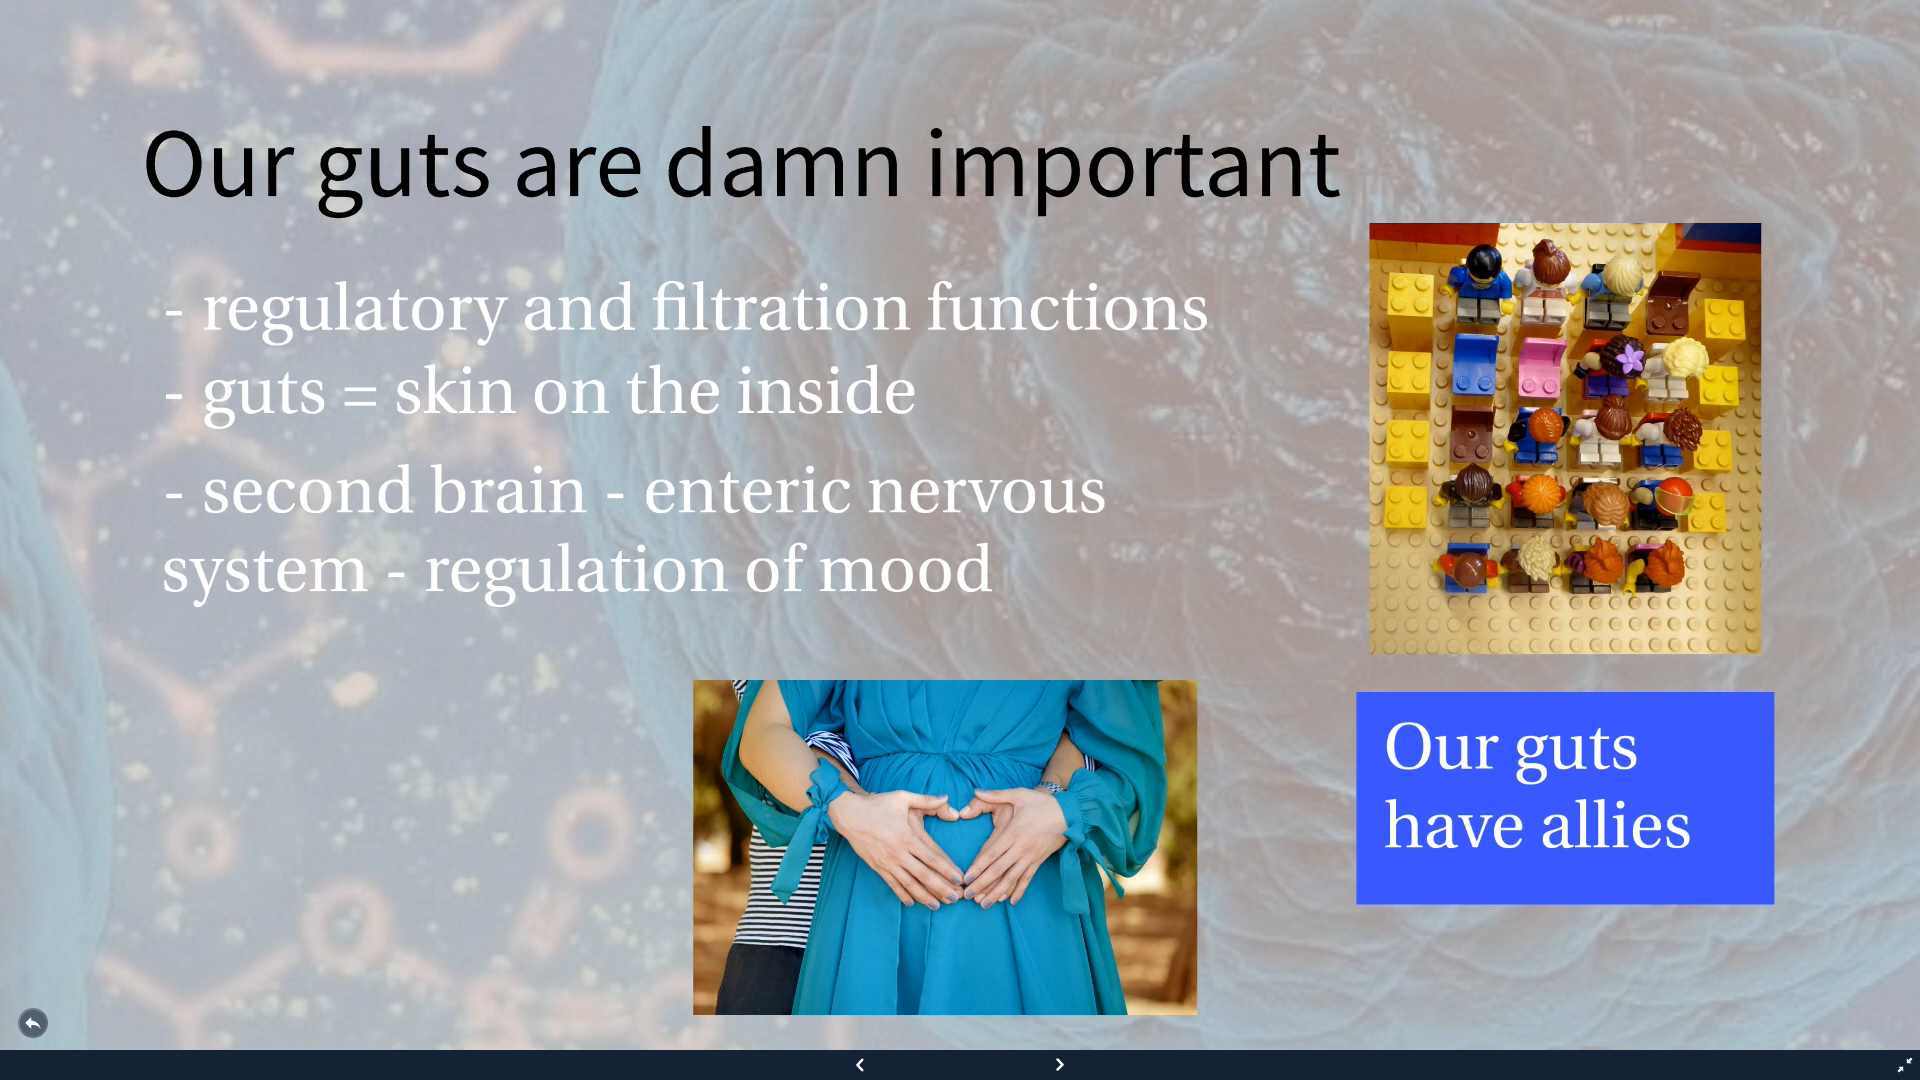 Our guts are damn important
- regulatory and filtration functions
- guts = skin on the inside
- second brain - enteric nervous
system - regulation of mood
Our guts
have allies